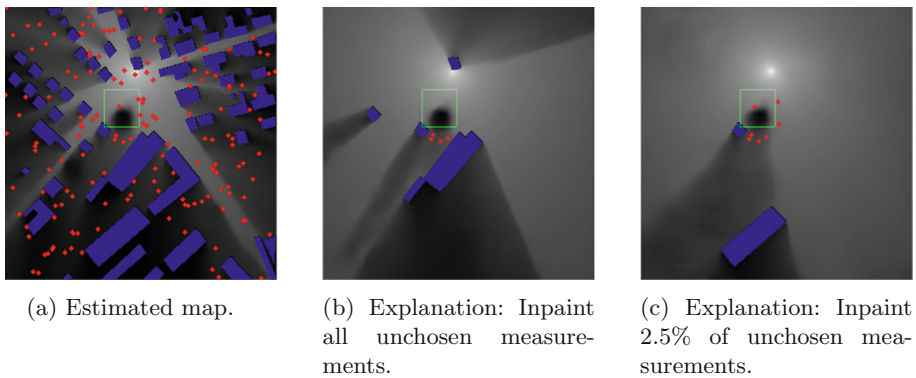 (a) Estimated map.
(b) Explanation: Inpaint
all unchosen measure-
ments.
(c) Explanation: Inpaint
2.5% of unchosen mea-
surements.